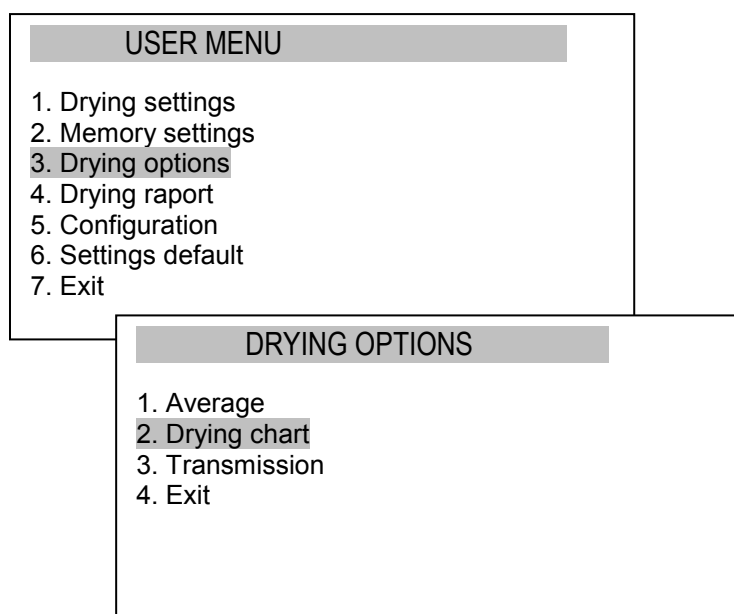 USER MENU
1. Drying settings
2. Memory settings
3. Drying options
4. Drying raport
5. Configuration
6. Settings default
7. Exit
DRYING OPTIONS
1. Average
2. Drying chart
3. Transmission
4. Exit